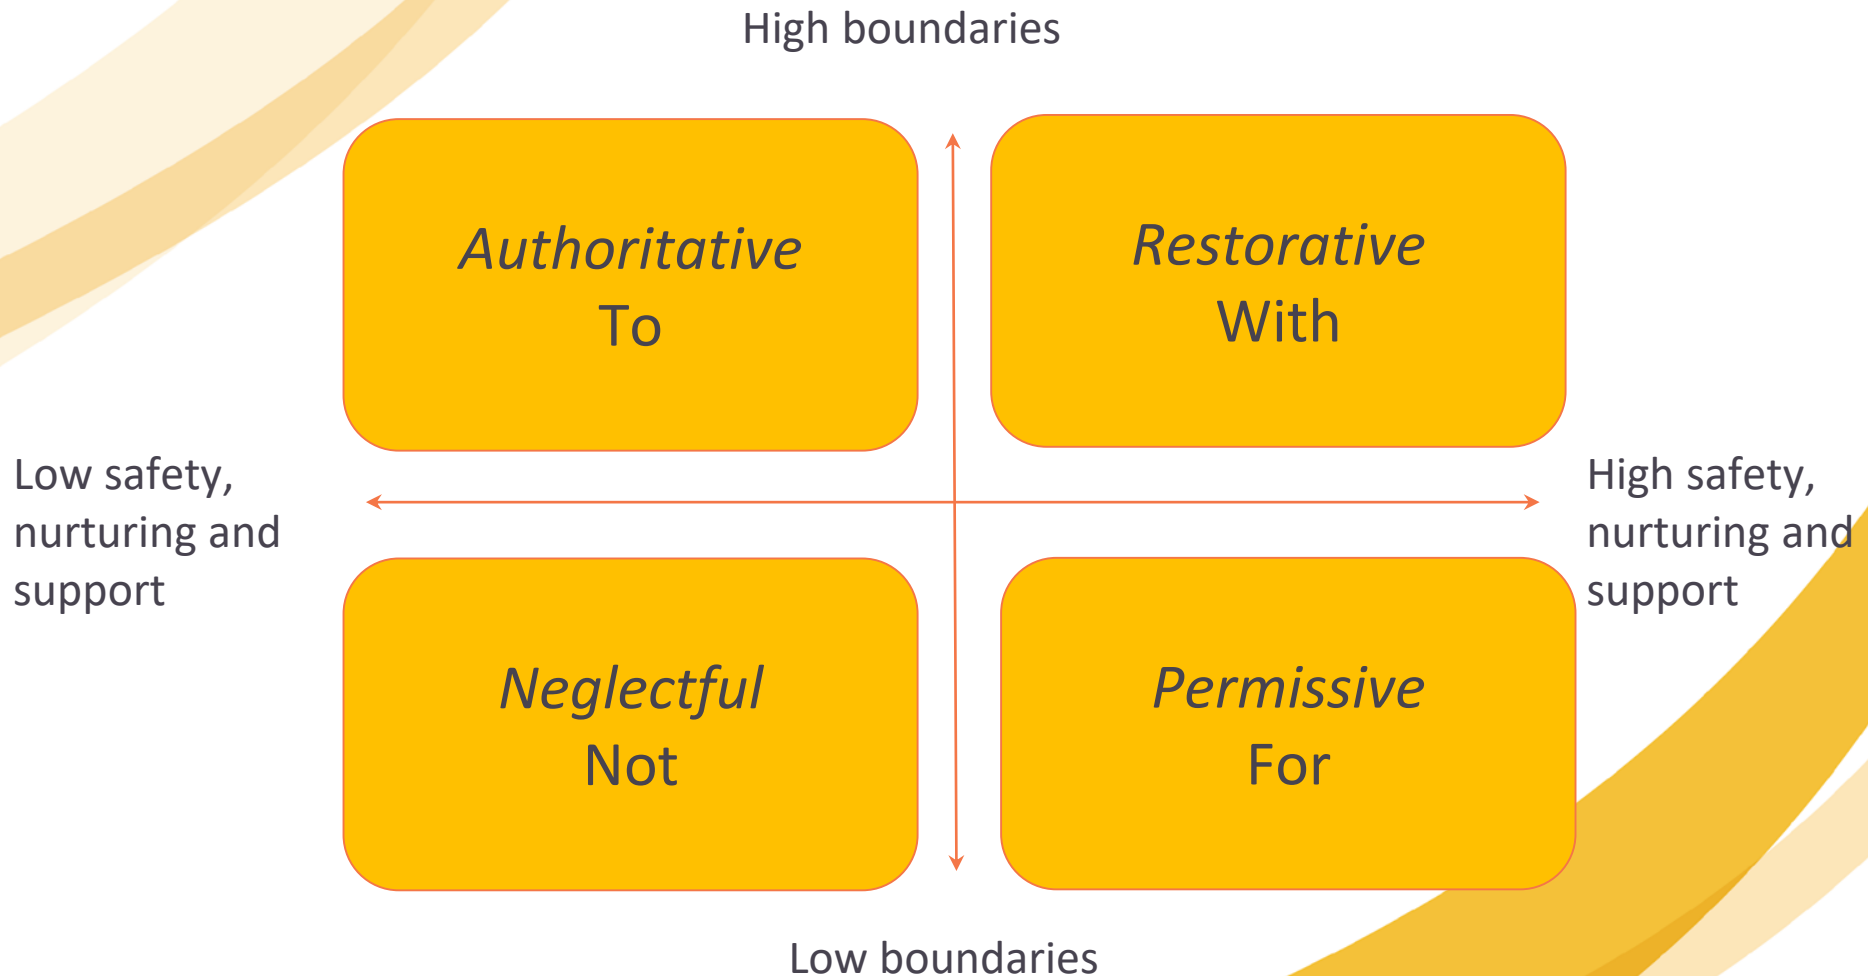 High boundaries
Authoritative
To
Restorative
With
Low safety,
nurturing and
support
High safety,
nurturing and
support
Neglectful
Not
Permissive
For
Low boundaries